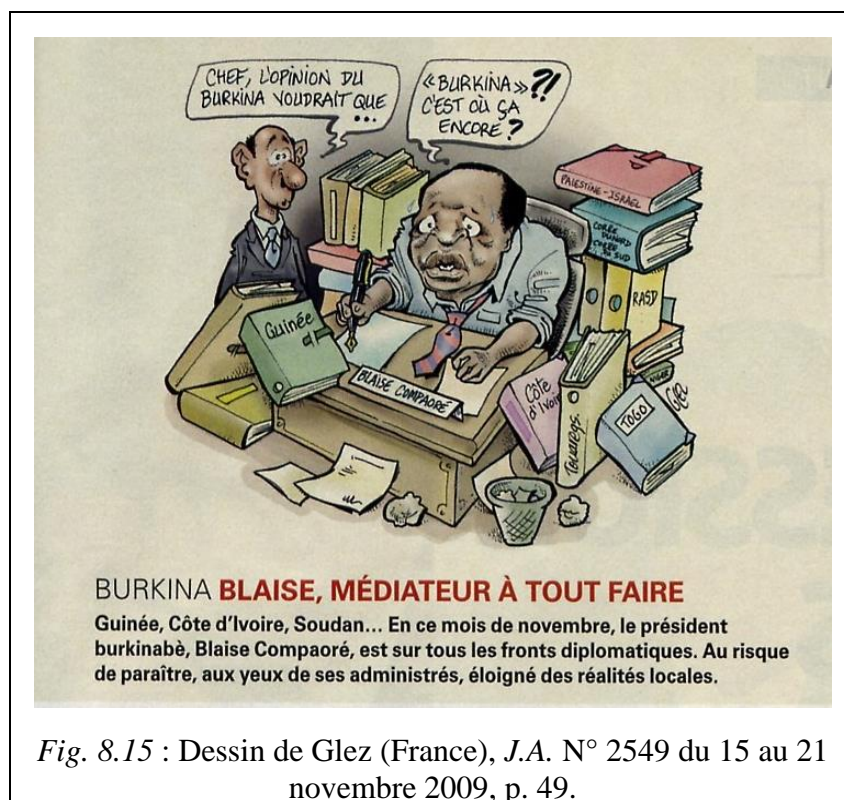 CHEF, L'OPINION DU
BURKINA VOUDRAIT QUE
...
«BURKINA» ?!
C'EST OÙ ÇA
ENCORE ?
PALESTINE-ISRAEL
CORÉE
DU NORD
CORÉE
DU SUD
RASD
Guinée
BLAISE COMPAORÉ
Côte
d'Ivoire
Touaregs.
NIGER
TOGO
Glez
BURKINA BLAISE, MÉDIATEUR À TOUT FAIRE
Guinée, Côte d'Ivoire, Soudan... En ce mois de novembre, le président
burkinabè, Blaise Compaoré, est sur tous les fronts diplomatiques. Au risque
de paraître, aux yeux de ses administrés, éloigné des réalités locales.
Fig. 8.15 : Dessin de Glez (France), J.A. N° 2549 du 15 au 21
novembre 2009, p. 49.